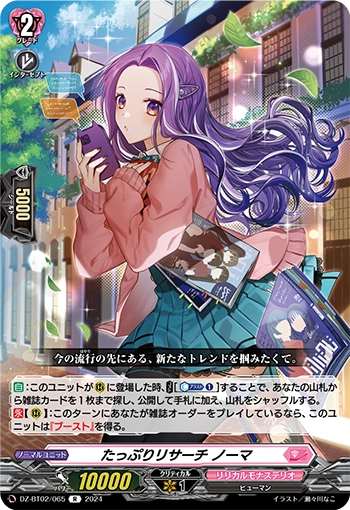 2
グレード
インターセプト
5000
シールド
今の流行の先にある、新たなトレンドを掴みたくて。
自:このユニットがRに登場した時、【コスト】[ソウルブラスト1]することで、あなたの山札
から雑誌カードを1枚まで探し、公開して手札に加え、山札をシャッフルする。
永【R】:このターンにあなたが雑誌オーダーをプレイしているなら、このユ
ニットは『ブースト』を得る。
ノーマルユニット
たっぷりリサーチ ノーマ
パワー
10000
クリティカル
1
リリカルモナステリオ
ヒューマン
DZ-BT02/065 R 2024
イラスト/瀬々川なこ